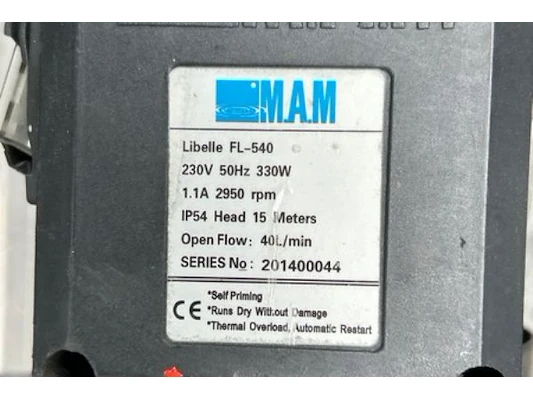 M.A.M
Libelle FL-540
230V 50Hz 330W
1.1A 2950 rpm
IP54 Head 15 Meters
Open Flow: 40L/min
SERIES No: 201400044
*Self Priming
*Runs Dry Without Damage
*Thermal Overload, Automatic Restart
CE